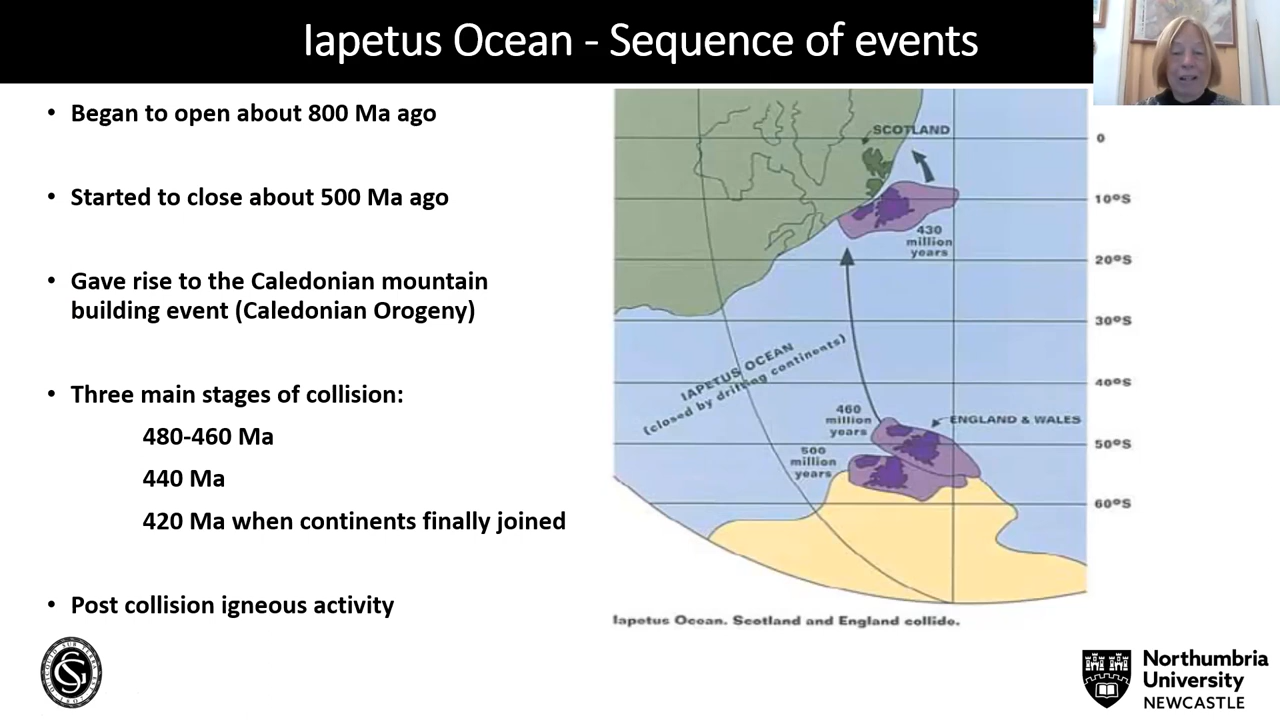 Iapetus Ocean - Sequence of events
• Began to open about 800 Ma ago
• Started to close about 500 Ma ago
• Gave rise to the Caledonian mountain
building event (Caledonian Orogeny)
• Three main stages of collision:
480-460 Ma
440 Ma
420 Ma when continents finally joined
• Post collision igneous activity
SCOTLAND
0
10°S
430
million
years
20°S
30°S
IAPETUS OCEAN
(closed by drifting continents)
40°S
460
million
years
ENGLAND & WALES
50°S
500
million
years
60°S
Iapetus Ocean. Scotland and England collide.
Northumbria
University
NEWCASTLE